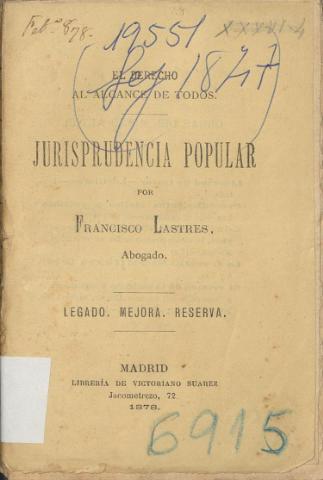 Feb.º 878.
19551
XXXVI-4
EL DERECHO
AL ALCANCE DE TODOS.
JURISPRUDENCIA POPULAR
POR
FRANCISCO LASTRES,
Abogado.
LEGADO. MEJORA. RESERVA.
MADRID
LIBRERÍA DE VICTORIANO SUAREZ
Jacometrezo, 72
1878.
6915